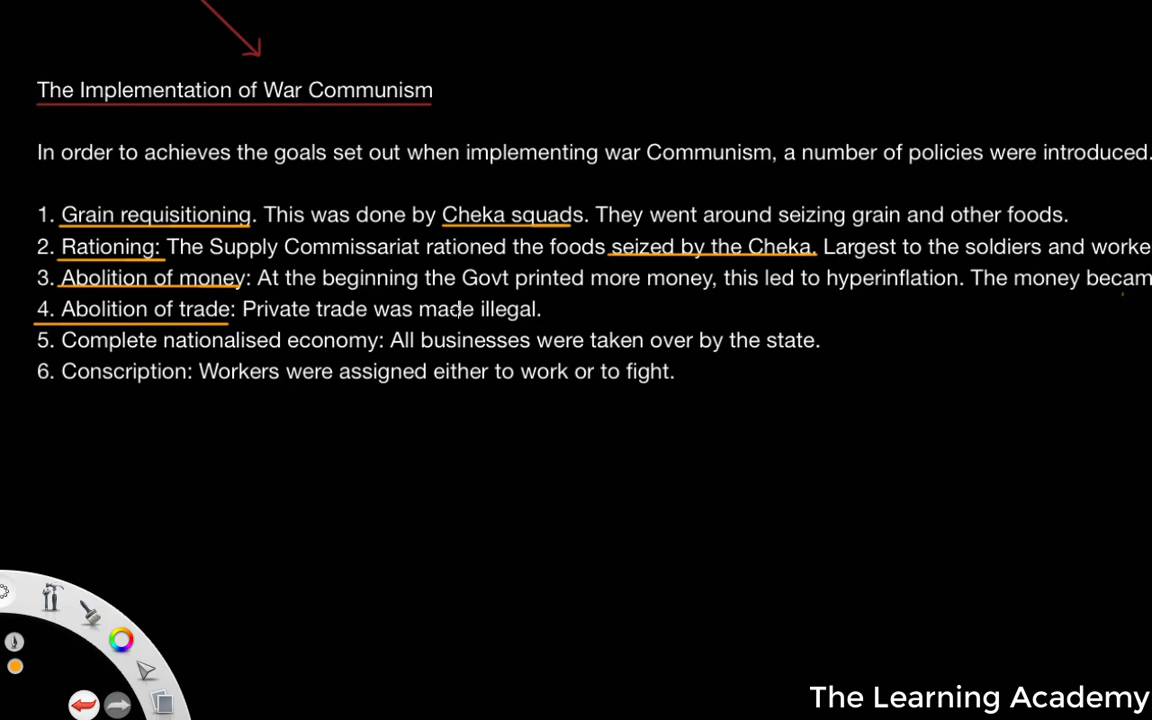 The Implementation of War Communism
In order to achieves the goals set out when implementing war Communism, a number of policies were introduced.
1. Grain requisitioning. This was done by Cheka squads. They went around seizing grain and other foods.
2. Rationing: The Supply Commissariat rationed the foods seized by the Cheka. Largest to the soldiers and worke
3. Abolition of money: At the beginning the Govt printed more money, this led to hyperinflation. The money becam
4. Abolition of trade: Private trade was made illegal.
5. Complete nationalised economy: All businesses were taken over by the state.
6. Conscription: Workers were assigned either to work or to fight.
The Learning Academy